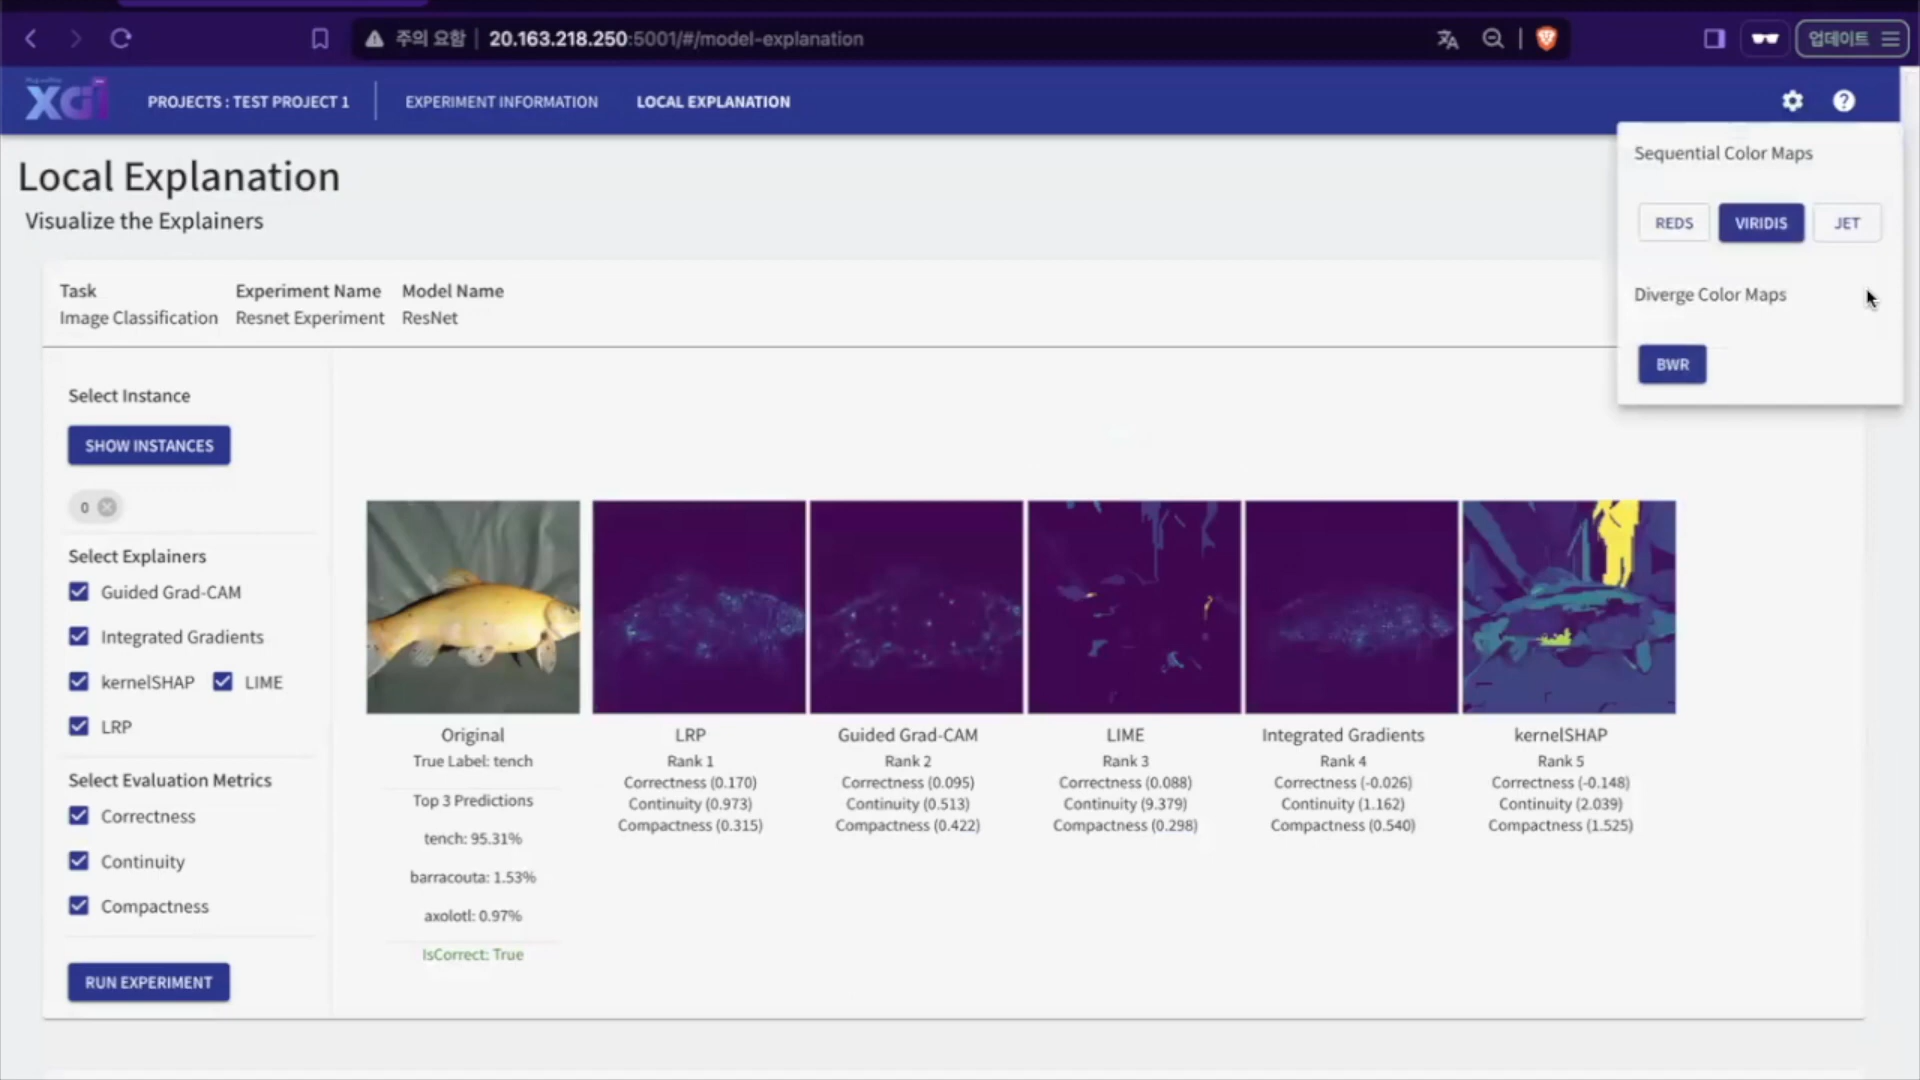 주의 요함 20.163.218.250:5001/#/model-explanation 업데이트
PROJECTS : TEST PROJECT 1 EXPERIMENT INFORMATION LOCAL EXPLANATION
Local Explanation
Visualize the Explainers
Sequential Color Maps
REDS VIRIDIS JET
Diverge Color Maps
BWR
Task Experiment Name Model Name
Image Classification Resnet Experiment ResNet
Select Instance
SHOW INSTANCES
0
Select Explainers
Guided Grad-CAM
Integrated Gradients
kernelSHAP LIME
LRP
Select Evaluation Metrics
Correctness
Continuity
Compactness
RUN EXPERIMENT
Original
True Label: tench
Top 3 Predictions
tench: 95.31%
barracouta: 1.53%
axolotl: 0.97%
IsCorrect: True
LRP
Rank 1
Correctness (0.170)
Continuity (0.973)
Compactness (0.315)
Guided Grad-CAM
Rank 2
Correctness (0.095)
Continuity (0.513)
Compactness (0.422)
LIME
Rank 3
Correctness (0.088)
Continuity (9.379)
Compactness (0.298)
Integrated Gradients
Rank 4
Correctness (-0.026)
Continuity (1.162)
Compactness (0.540)
kernelSHAP
Rank 5
Correctness (-0.148)
Continuity (2.039)
Compactness (1.525)